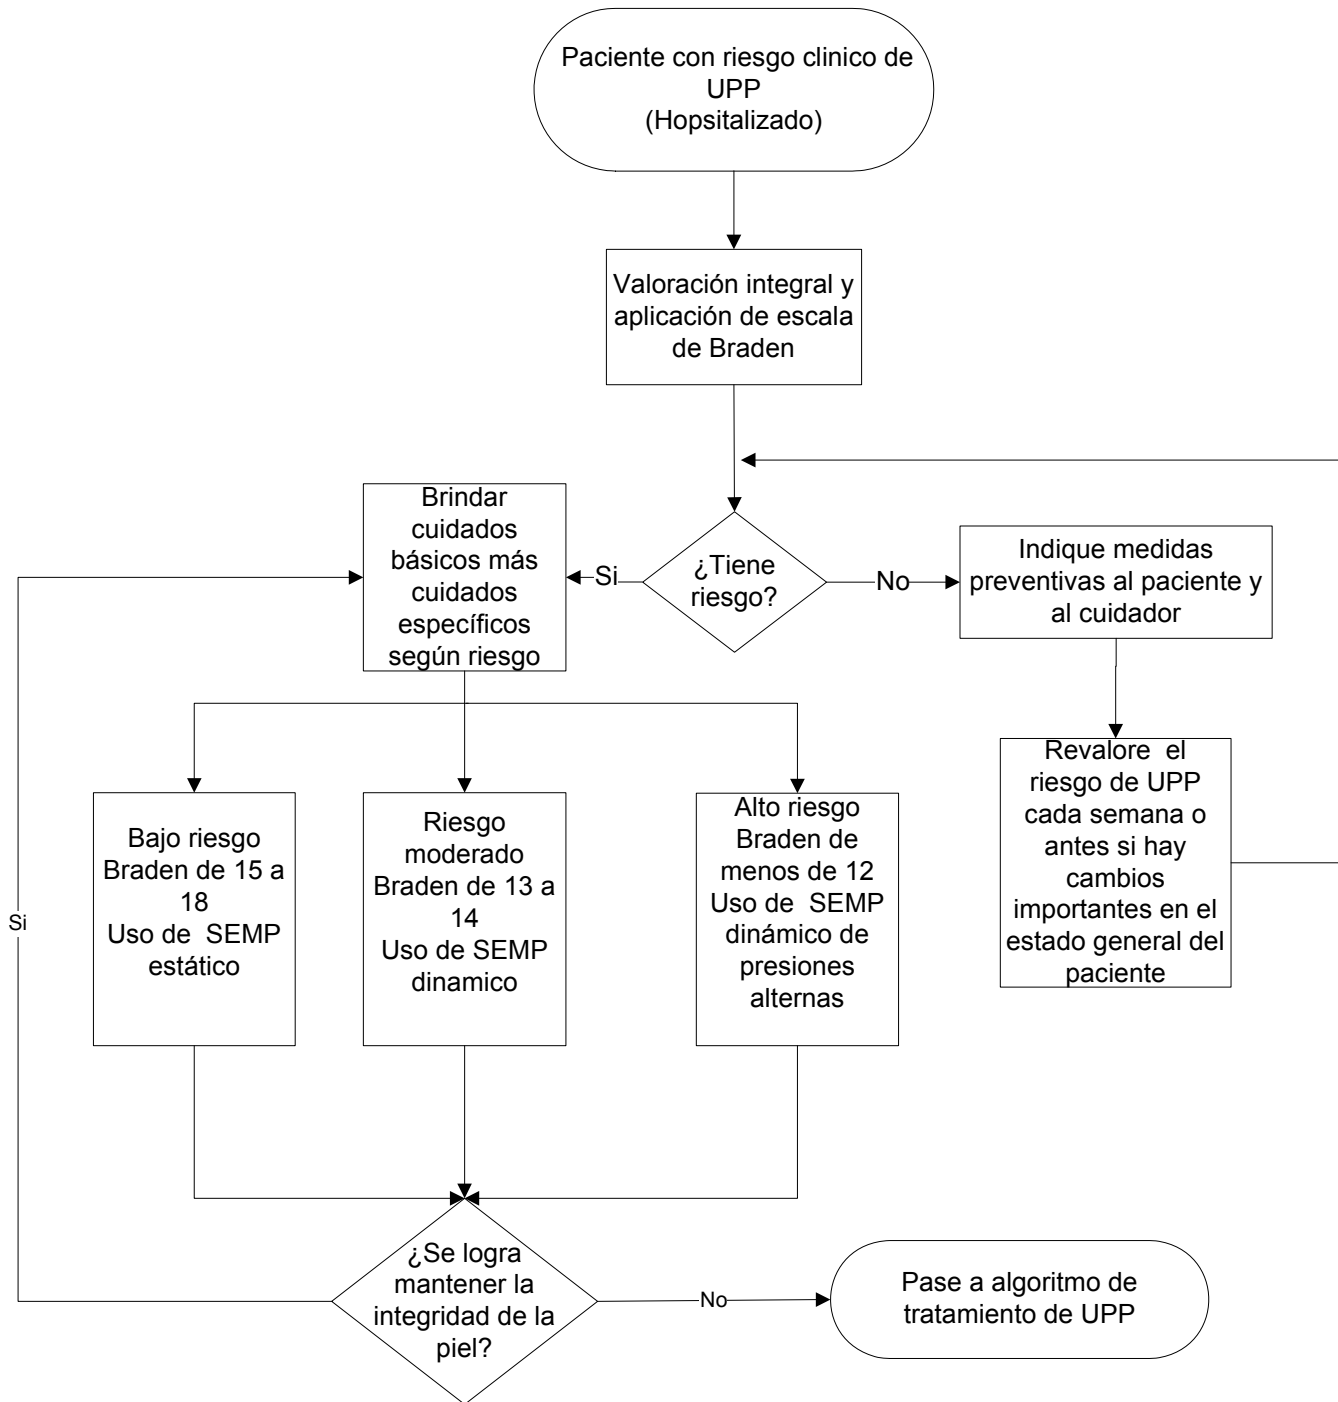 Paciente con riesgo clinico de
UPP
(Hopsitalizado)
Valoración integral y
aplicación de escala
de Braden
Brindar
cuidados
básicos más
cuidados
específicos
según riesgo
Si
¿Tiene
riesgo?
No
Indique medidas
preventivas al paciente y
al cuidador
Revalore  el
riesgo de UPP
cada semana o
antes si hay
cambios
importantes en el
estado general del
paciente
Bajo riesgo
Braden de 15 a
18
Uso de  SEMP
estático
Riesgo
moderado
Braden de 13 a
14
Uso de SEMP
dinamico
Alto riesgo
Braden de
menos de 12
Uso de  SEMP
dinámico de
presiones
alternas
Si
¿Se logra
mantener la
integridad de la
piel?
No
Pase a algoritmo de
tratamiento de UPP